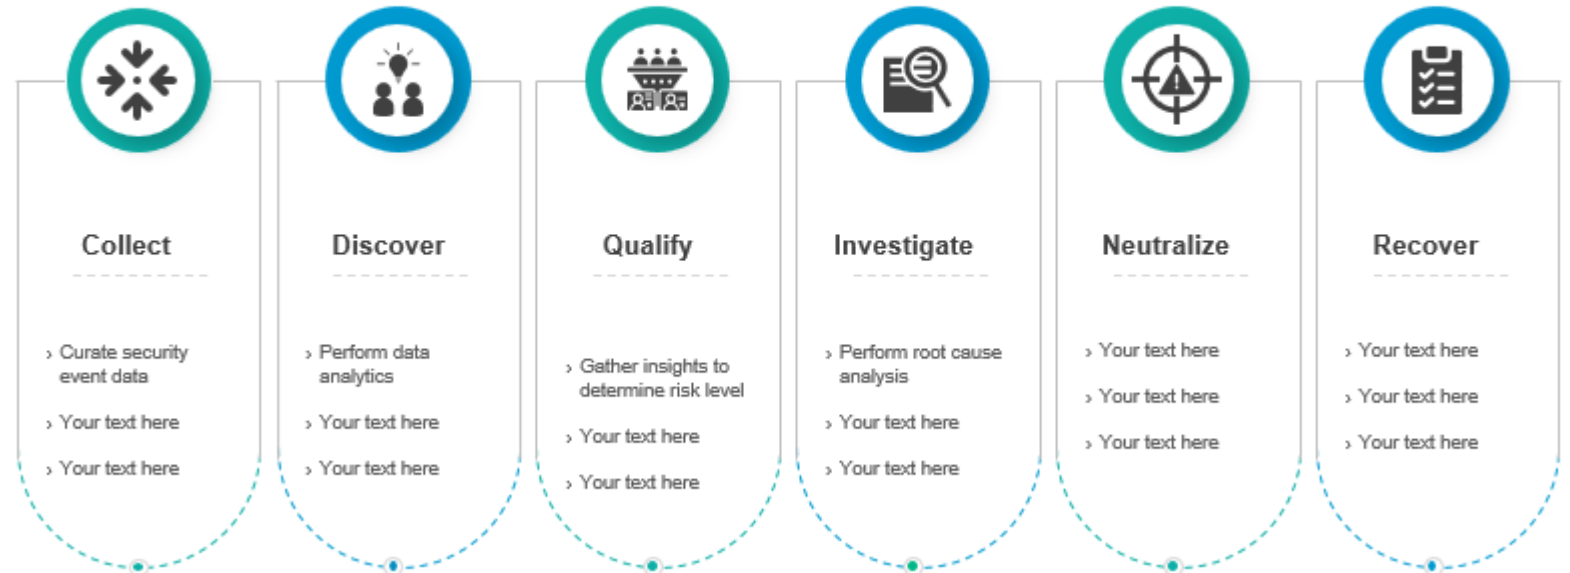 Collect
› Curate security
event data
› Your text here
› Your text here
Discover
› Perform data
analytics
› Your text here
› Your text here
Qualify
› Gather insights to
determine risk level
› Your text here
› Your text here
Investigate
› Perform root cause
analysis
› Your text here
› Your text here
Neutralize
› Your text here
› Your text here
› Your text here
Recover
› Your text here
› Your text here
› Your text here